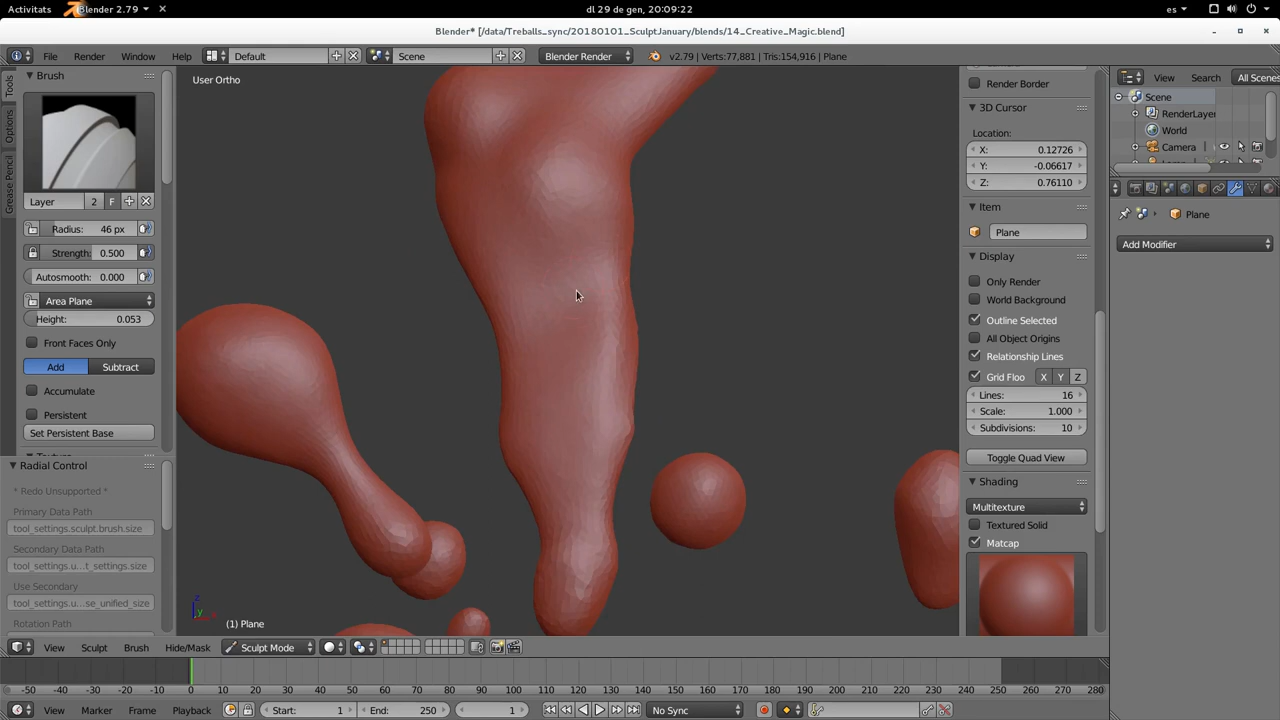 Activitats
Blender 2.79
dl 29 de gen, 20:09:22
es
Blender* [/data/Treballs_sync/20180101_SculptJanuary/blends/14_Creative_Magic.blend]
File Render Window Help
Default
Scene
Blender Render
v2.79 | Verts:77,881 | Tris:154,916 | Plane
View Search All Scenes
Tools
Options
Grease Pencil
Brush
Layer 2 F
Radius: 46 px
Strength: 0.500
Autosmooth: 0.000
Area Plane
Height: 0.053
Front Faces Only
Add Subtract
Accumulate
Persistent
Set Persistent Base
Radial Control
* Redo Unsupported *
Primary Data Path
tool_settings.sculpt.brush.size
Secondary Data Path
tool_settings.u...t_settings.size
Use Secondary
tool_settings.u...se_unified_size
Rotation Path
User Ortho
(1) Plane
Render Border
3D Cursor
Location:
X: 0.12726
Y: -0.06617
Z: 0.76110
Item
Plane
Display
Only Render
World Background
Outline Selected
All Object Origins
Relationship Lines
Grid Floo X Y Z
Lines: 16
Scale: 1.000
Subdivisions: 10
Toggle Quad View
Shading
Multitexture
Textured Solid
Matcap
Scene
RenderLayer
World
Camera
Plane
Add Modifier
View Sculpt Brush Hide/Mask
Sculpt Mode
-50 -40 -30 -20 -10 0 10 20 30 40 50 60 70 80 90 100 110 120 130 140 150 160 170 180 190 200 210 220 230 240 250 260 270 280
View Marker Frame Playback
Start: 1
End: 250
1
No Sync